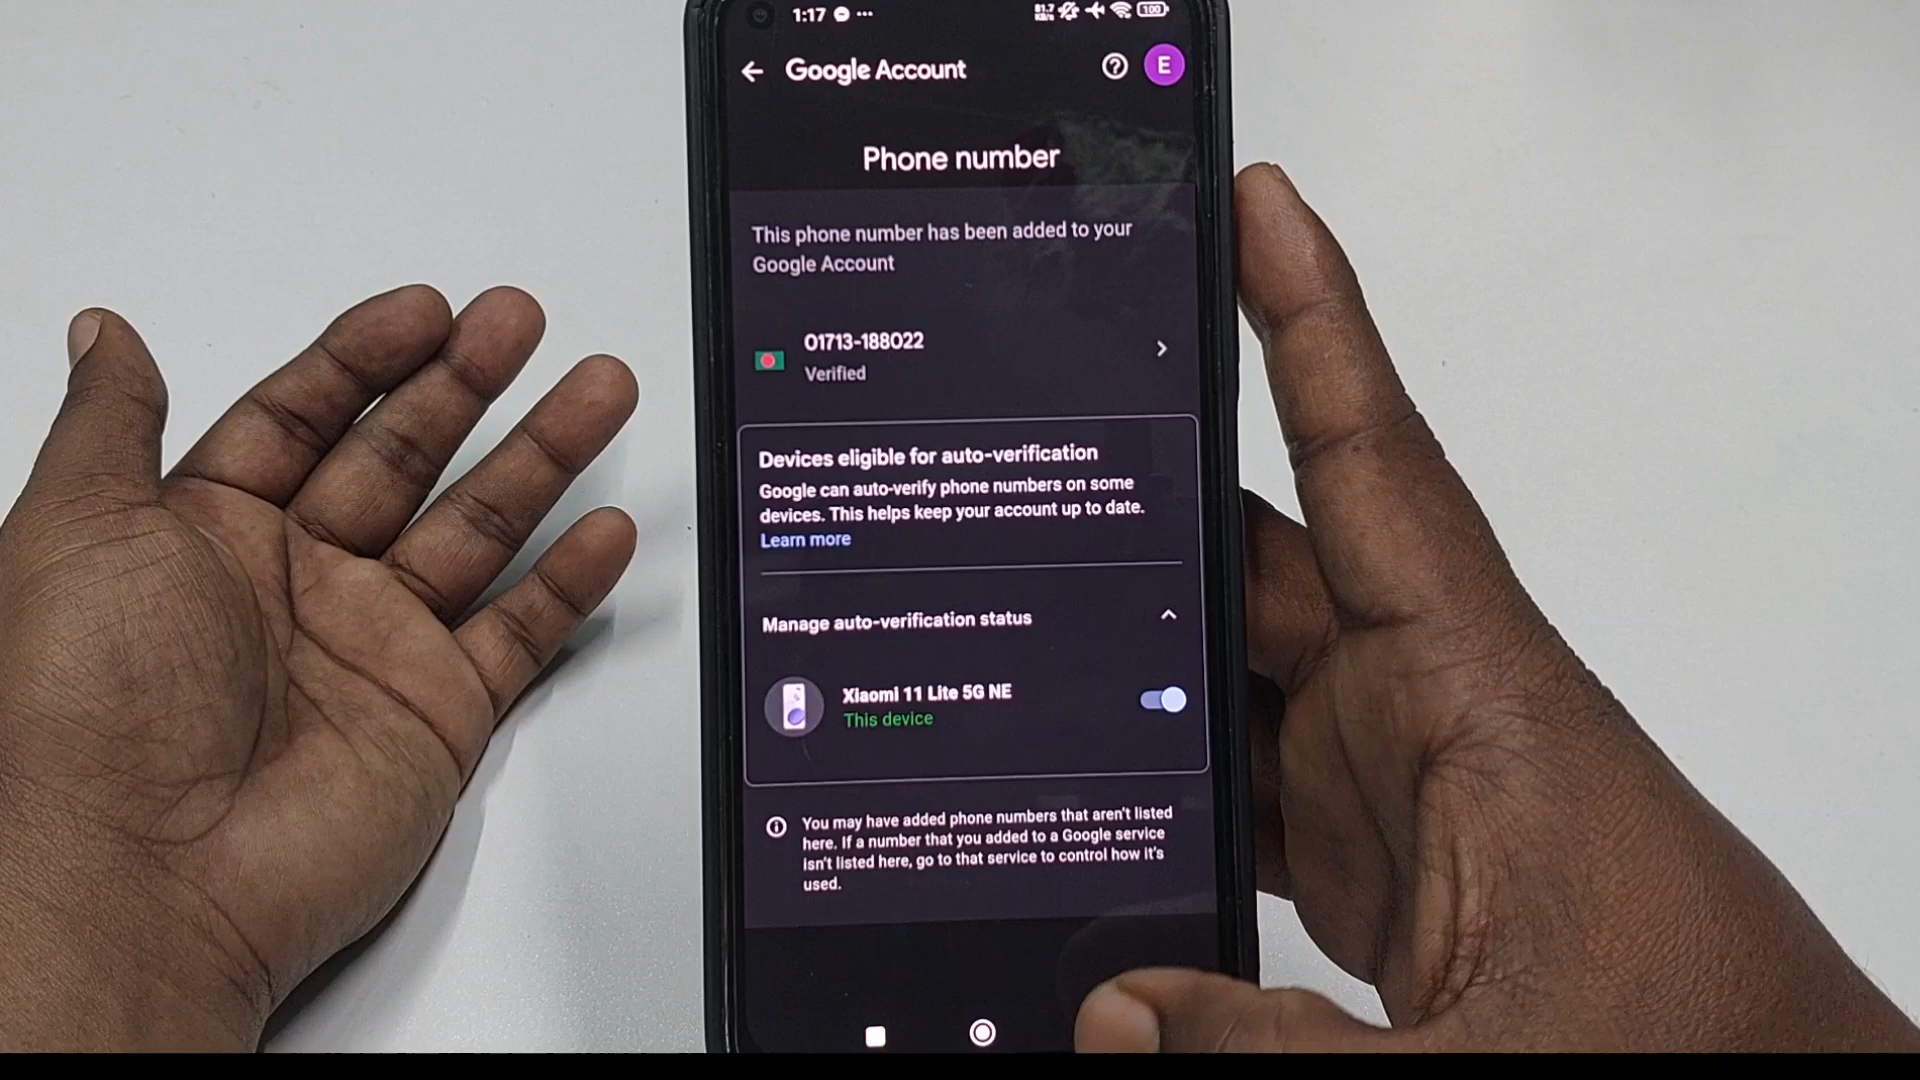 1:17
81.7
KB/s
100
Google Account
E
Phone number
This phone number has been added to your
Google Account
01713-188022
Verified
Devices eligible for auto-verification
Google can auto-verify phone numbers on some
devices. This helps keep your account up to date.
Learn more
Manage auto-verification status
Xiaomi 11 Lite 5G NE
This device
You may have added phone numbers that aren't listed
here. If a number that you added to a Google service
isn't listed here, go to that service to control how it's
used.